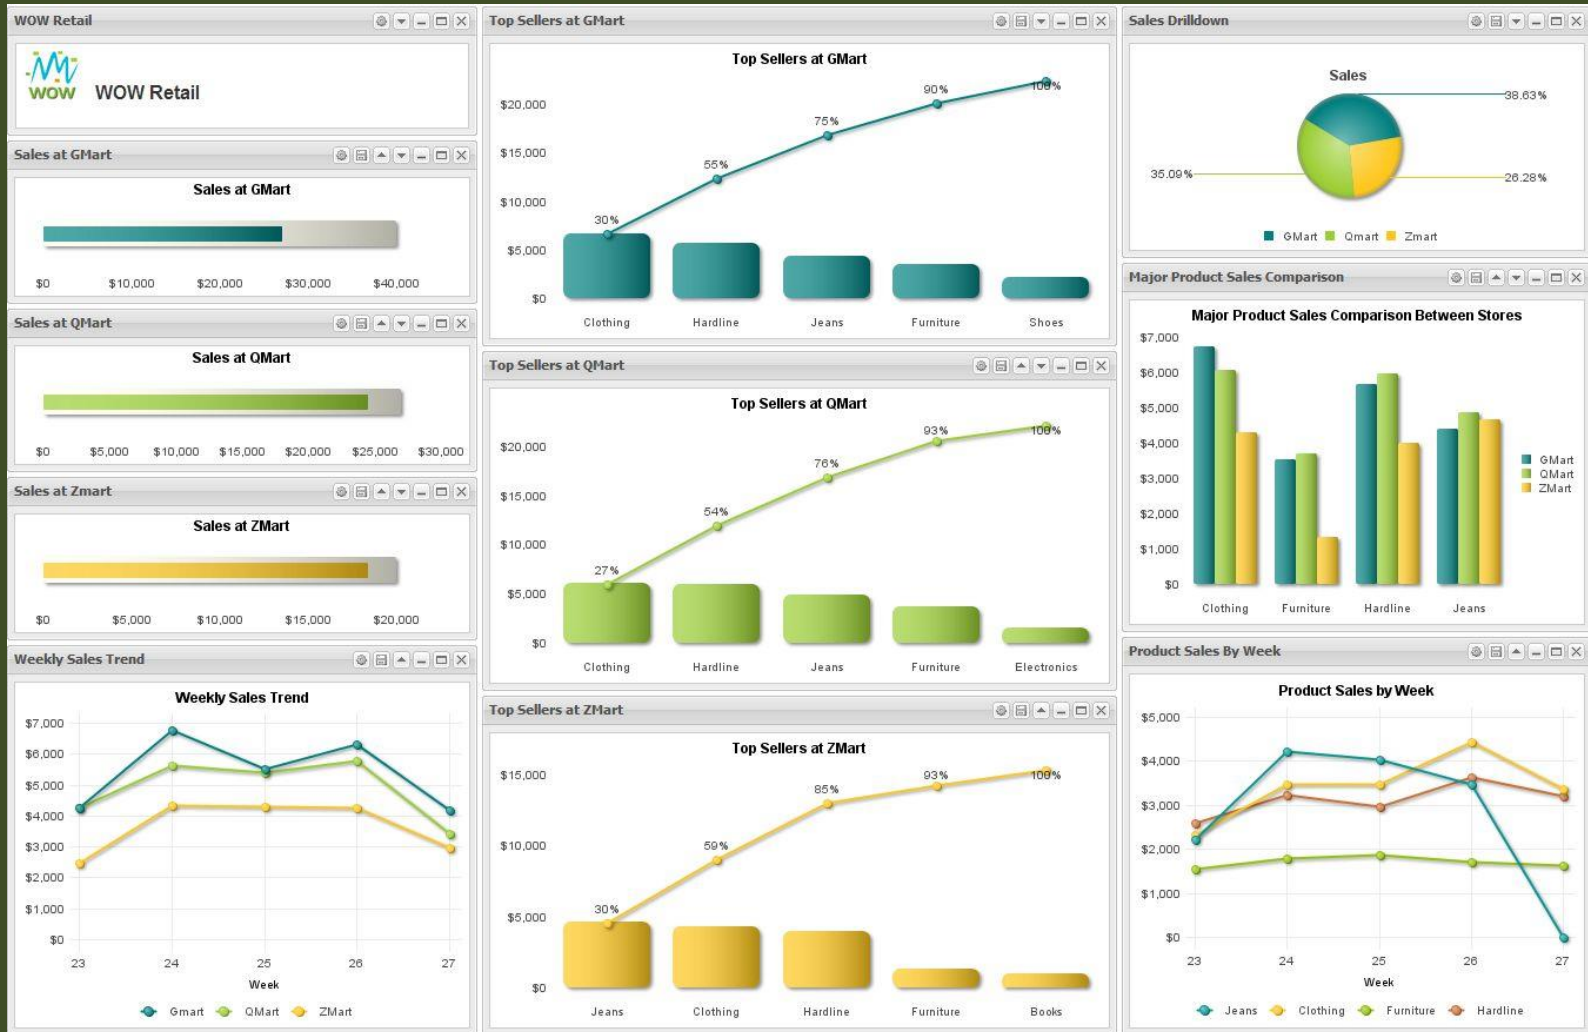 WOW Retail
WOW
WOW Retail
Sales at GMart
Sales at GMart
$0 $10,000 $20,000 $30,000 $40,000
Sales at QMart
Sales at QMart
$0 $5,000 $10,000 $15,000 $20,000 $25,000 $30,000
Sales at Zmart
Sales at ZMart
$0 $5,000 $10,000 $15,000 $20,000
Weekly Sales Trend
Weekly Sales Trend
$7,000
$6,000
$5,000
$4,000
$3,000
$2,000
$1,000
$0
23 24 25 26 27
Week
Gmart QMart ZMart
Top Sellers at GMart
Top Sellers at GMart
$20,000
$15,000
$10,000
$5,000
$0
30% 55% 75% 90% 100%
Clothing Hardline Jeans Furniture Shoes
Top Sellers at QMart
Top Sellers at QMart
$20,000
$15,000
$10,000
$5,000
$0
27% 54% 76% 93% 100%
Clothing Hardline Jeans Furniture Electronics
Top Sellers at ZMart
Top Sellers at ZMart
$15,000
$10,000
$5,000
$0
30% 59% 85% 93% 100%
Jeans Clothing Hardline Furniture Books
Sales Drilldown
Sales
38.63%
35.09%
26.28%
GMart Qmart Zmart
Major Product Sales Comparison
Major Product Sales Comparison Between Stores
$7,000
$6,000
$5,000
$4,000
$3,000
$2,000
$1,000
$0
Clothing Furniture Hardline Jeans
GMart
QMart
ZMart
Product Sales By Week
Product Sales by Week
$5,000
$4,000
$3,000
$2,000
$1,000
$0
23 24 25 26 27
Week
Jeans Clothing Furniture Hardline